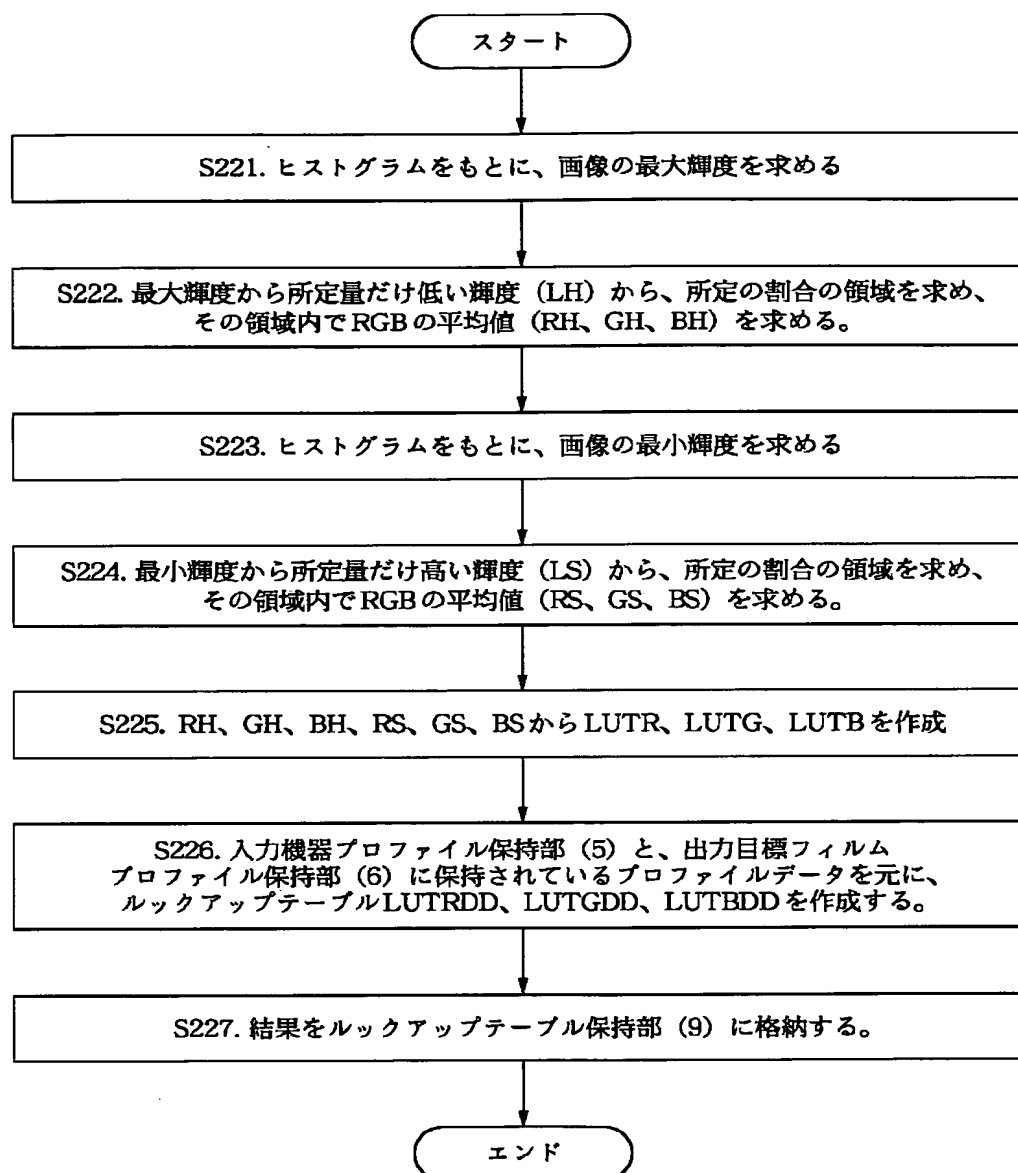 スタート
S221. ヒストグラムをもとに、画像の最大輝度を求める
S222. 最大輝度から所定量だけ低い輝度（LH）から、所定の割合の領域を求め、
その領域内でRGBの平均値（RH、GH、BH）を求める。
S223. ヒストグラムをもとに、画像の最小輝度を求める
S224. 最小輝度から所定量だけ高い輝度（LS）から、所定の割合の領域を求め、
その領域内でRGBの平均値（RS、GS、BS）を求める。
S225. RH、GH、BH、RS、GS、BSからLUTR、LUTG、LUTBを作成
S226. 入力機器プロファイル保持部（5）と、出力目標フィルム
プロファイル保持部（6）に保持されているプロファイルデータを元に、
ルックアップテーブルLUTRDD、LUTGDD、LUTBDDを作成する。
S227. 結果をルックアップテーブル保持部（9）に格納する。
エンド